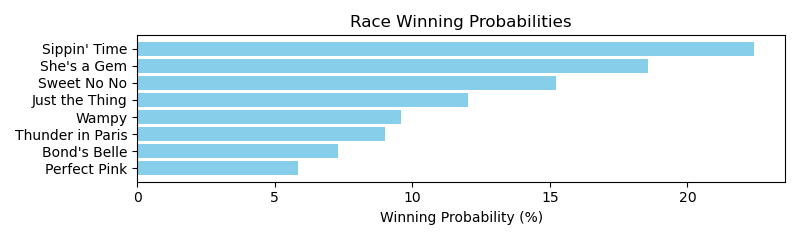 Race Winning Probabilities
Sippin' Time
She's a Gem
Sweet No No
Just the Thing
Wampy
Thunder in Paris
Bond's Belle
Perfect Pink
0 5 10 15 20
Winning Probability (%)